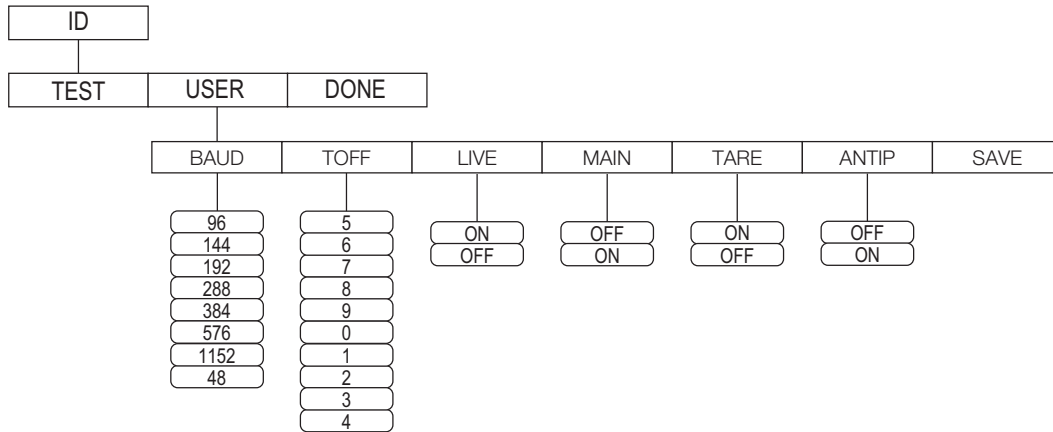 ID
TEST USER DONE
BAUD TOFF LIVE MAIN TARE ANTIP SAVE
96 5 ON OFF ON OFF
144 6 OFF ON OFF ON
192 7
288 8
384 9
576 0
1152 1
48 2
3
4